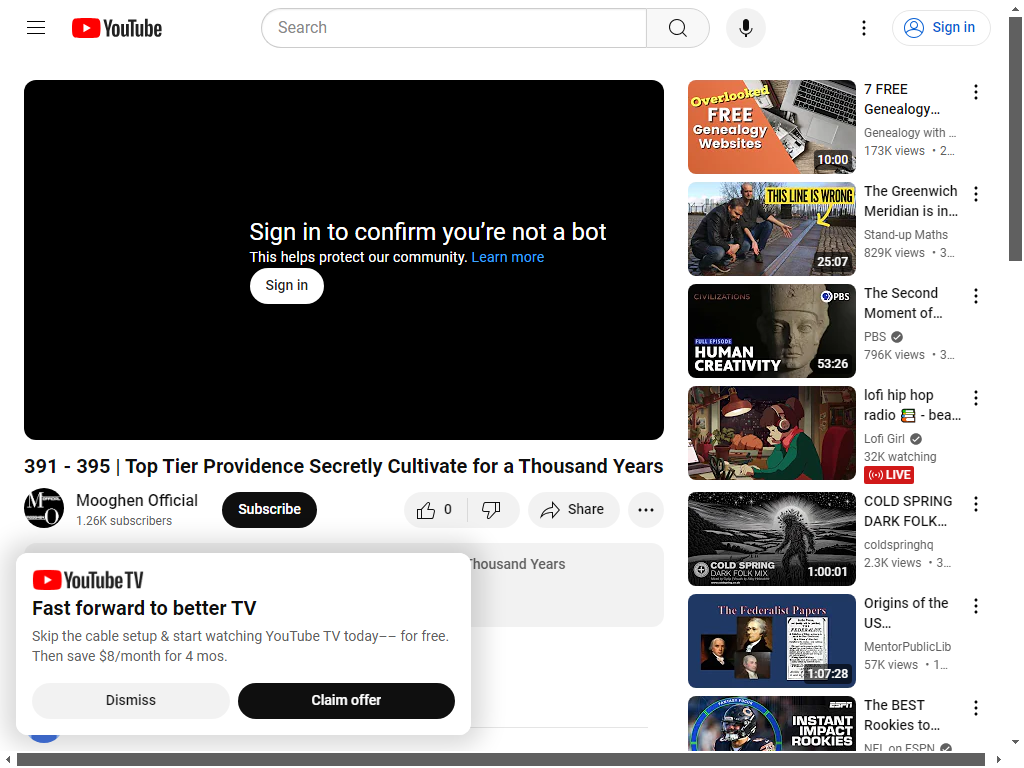 YouTube
Search
Sign in
Sign in to confirm you’re not a bot
This helps protect our community. Learn more
Sign in
391 - 395 | Top Tier Providence Secretly Cultivate for a Thousand Years
Mooghen Official
1.26K subscribers
Subscribe
0
Share
Thousand Years
YouTube TV
Fast forward to better TV
Skip the cable setup & start watching YouTube TV today–– for free.
Then save $8/month for 4 mos.
Dismiss
Claim offer
Overlooked
FREE
Genealogy
Websites
10:00
7 FREE
Genealogy…
Genealogy with …
173K views • 2…
THIS LINE IS WRONG
25:07
The Greenwich
Meridian is in…
Stand-up Maths
829K views • 3…
CIVILIZATIONS
PBS
FULL EPISODE
HUMAN
CREATIVITY
53:26
The Second
Moment of…
PBS
796K views • 3…
lofi hip hop
radio 📚 - bea…
Lofi Girl
32K watching
LIVE
COLD SPRING
DARK FOLK MIX
1:00:01
COLD SPRING
DARK FOLK…
coldspringhq
2.3K views • 3…
The Federalist Papers
1:07:28
Origins of the
US…
MentorPublicLib
57K views • 1…
FANTASY FOCUS
ESPN
INSTANT
IMPACT
ROOKIES
The BEST
Rookies to…
NFL on ESPN